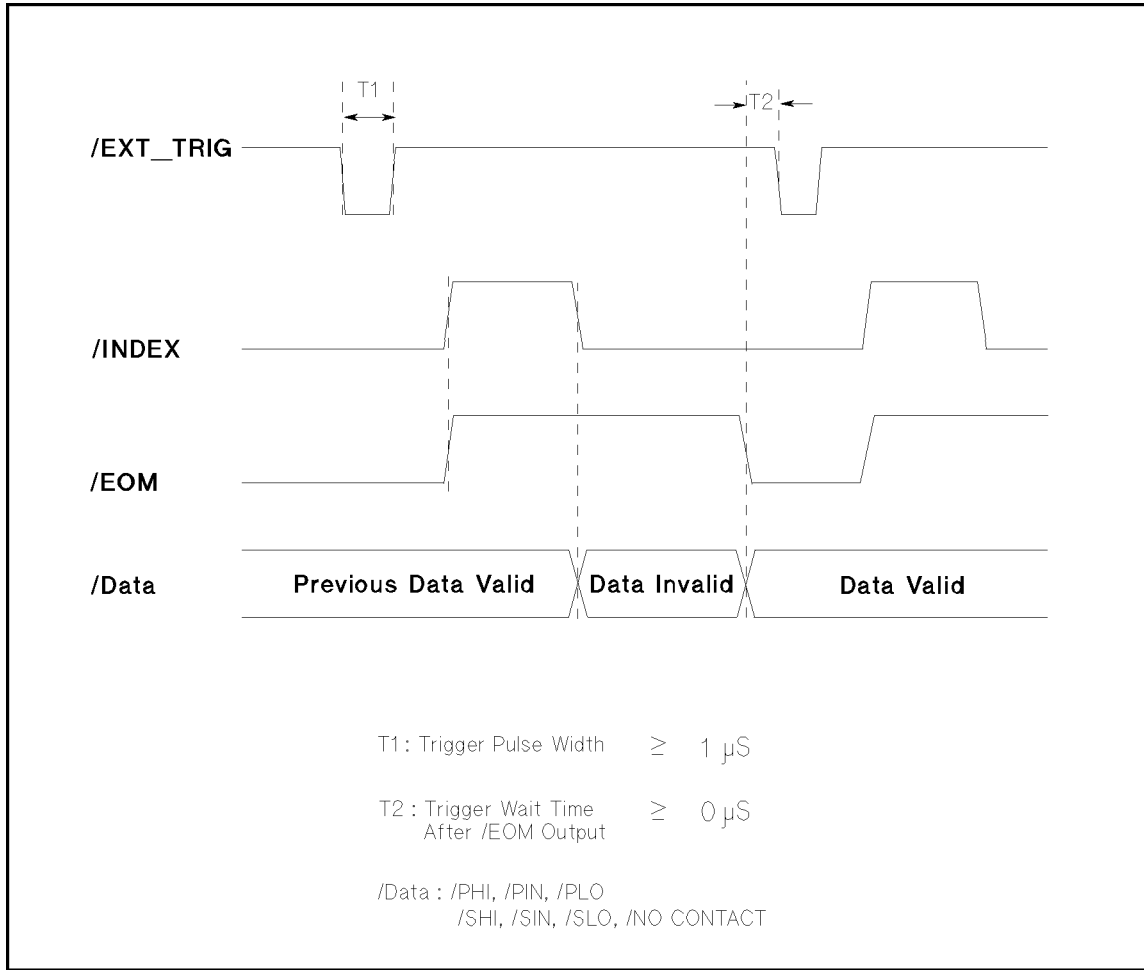 T1
T2
/EXT__TRIG
/INDEX
/EOM
/Data
Previous Data Valid
Data Invalid
Data Valid
T1 : Trigger Pulse Width ≥ 1 µS
T2 : Trigger Wait Time ≥ 0 µS
After /EOM Output
/Data : /PHI, /PIN, /PLO
/SHI, /SIN, /SLO, /NO CONTACT